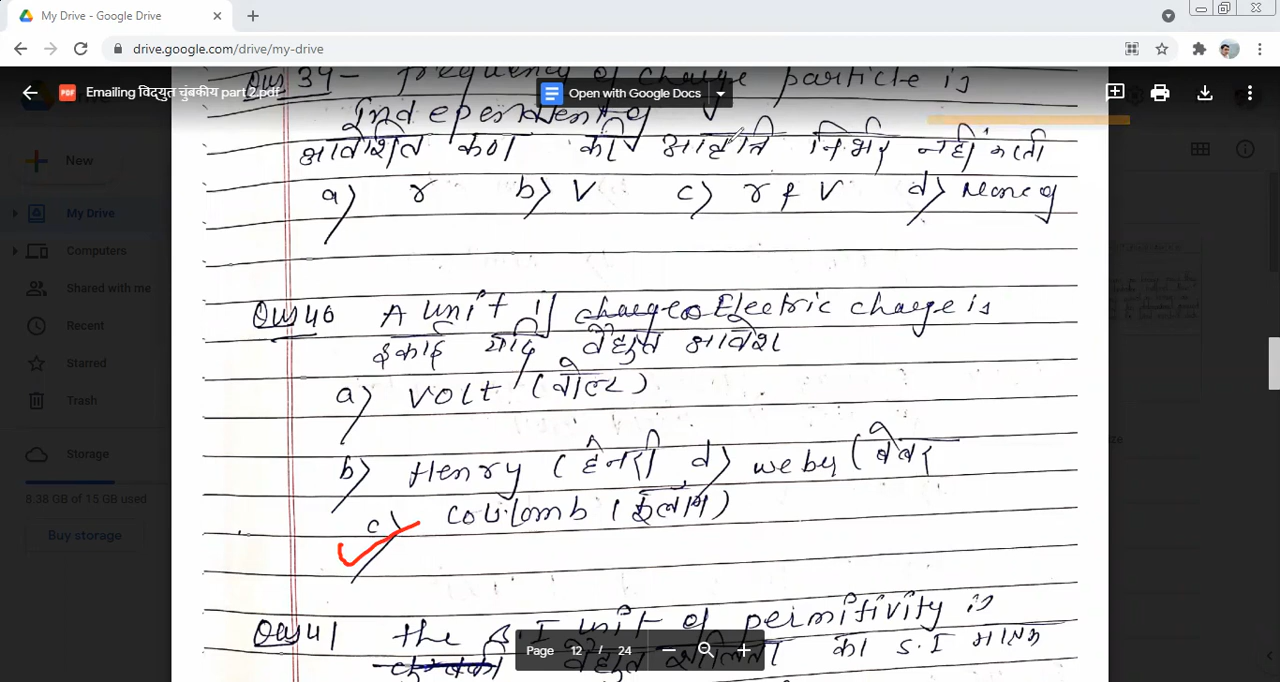 My Drive - Google Drive
drive.google.com/drive/my-drive
Ques 39- frequency of charge particle is
Emailing विद्युत चुंबकीय part 2.pdf
Open with Google Docs
Independent of
आवेशित कण की आवृति निर्भर नहीं करती
a) r b) V c) r & V d) None of
New
My Drive
Computers
Shared with me
Recent
Starred
Trash
Storage
8.38 GB of 15 GB used
Buy storage
Ques 40 A unit of charge Electric charge is
इकाई वैद्युत आवेश
a) Volt (वोल्ट)
b) Henry (हेनरी d) weber (वेबर
c) Coulomb (
Ques 41 the S.I unit of permitivity is
का S.I मात्रक
Page 12 / 24